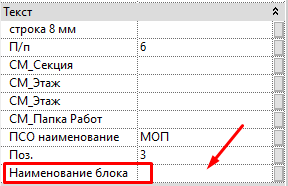 Текст
строка 8 мм
П/п 6
СМ_Секция
СМ_Этаж
СМ_Этаж
СМ_Папка Работ
ПСО наименование МОП
Поз. 3
Наименование блока